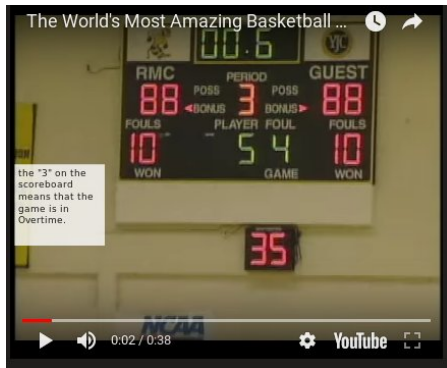 The World's Most Amazing Basketball ...
00.6
YJC
RMC PERIOD GUEST
POSS POSS
88 BONUS 3 BONUS 88
FOULS PLAYER FOUL FOULS
10 5 4 10
WON GAME WON
the "3" on the
scoreboard
means that the
game is in
Overtime.
35
NCAA
0:02 / 0:38
YouTube